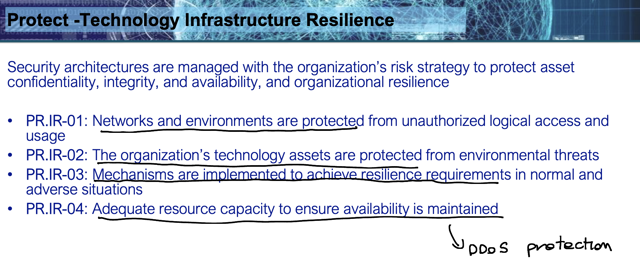 Protect -Technology Infrastructure Resilience
Security architectures are managed with the organization's risk strategy to protect asset
confidentiality, integrity, and availability, and organizational resilience
• PR.IR-01: Networks and environments are protected from unauthorized logical access and
usage
• PR.IR-02: The organization's technology assets are protected from environmental threats
• PR.IR-03: Mechanisms are implemented to achieve resilience requirements in normal and
adverse situations
• PR.IR-04: Adequate resource capacity to ensure availability is maintained
DDoS protection